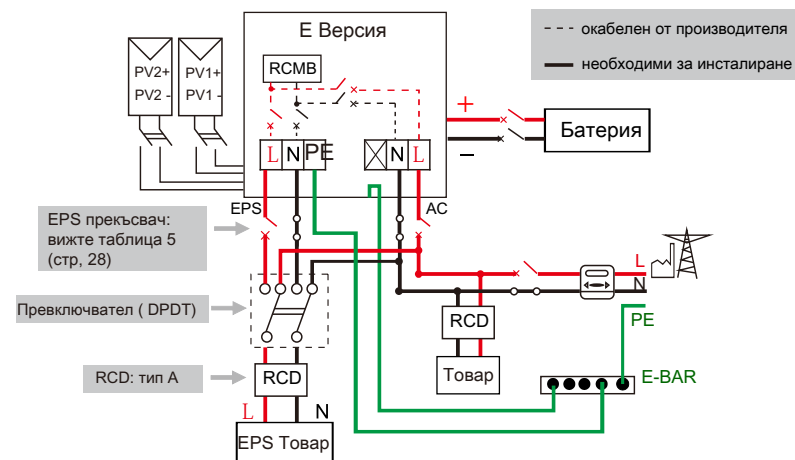 E Версия
PV2+
PV2 -
PV1+
PV1 -
RCMB
- - - - окабелен от производителя
необходими за инсталиране
+
−
Батерия
L
N
PE
N
L
EPS
AC
EPS прекъсвач:
вижте таблица 5
(стр, 28)
L
N
PE
Превключвател ( DPDT)
RCD
Товар
RCD: тип A
RCD
E-BAR
L
N
EPS Товар